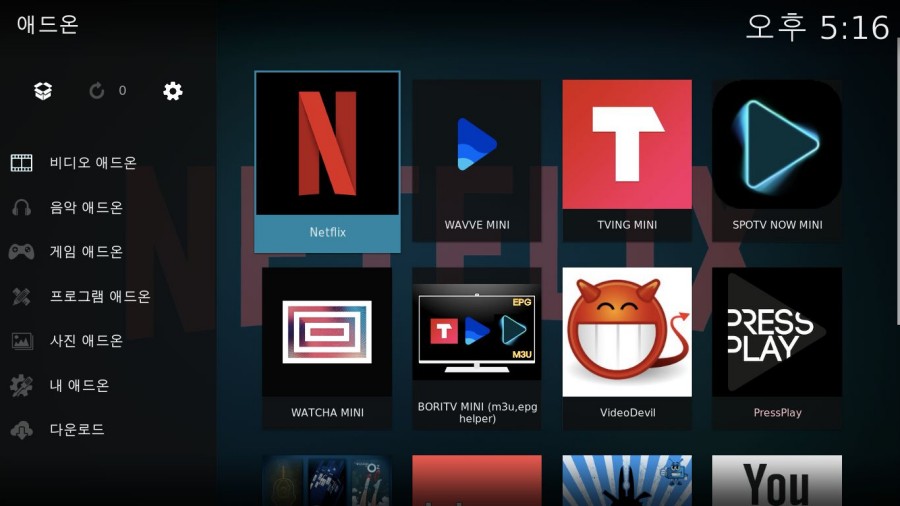 애드온
오후 5:16
0
비디오 애드온
음악 애드온
게임 애드온
프로그램 애드온
사진 애드온
내 애드온
다운로드
NETFLIX
N
Netflix
WAVVE MINI
T
TVING MINI
SPOTV NOW MINI
WATCHA MINI
EPG
T
M3U
BORITV MINI (m3u,epg
helper)
VideoDevil
PRESS
PLAY
PressPlay
You